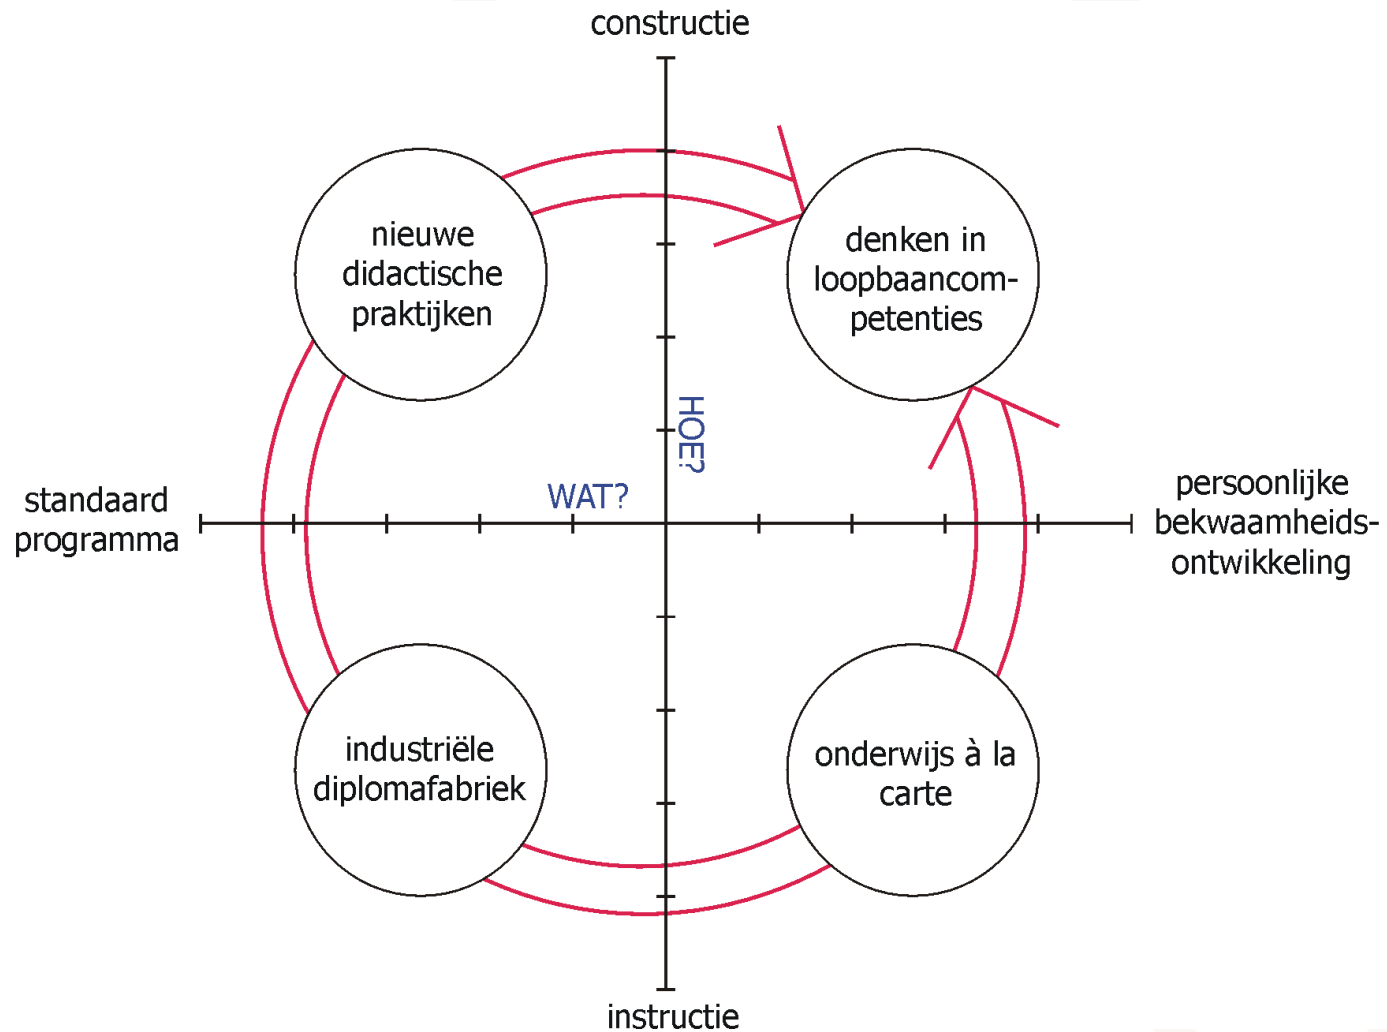 constructie
nieuwe
didactische
praktijken
denken in
loopbaancom-
petenties
HOE?
WAT?
standaard
programma
persoonlijke
bekwaamheids-
ontwikkeling
industriële
diplomafabriek
onderwijs à la
carte
instructie